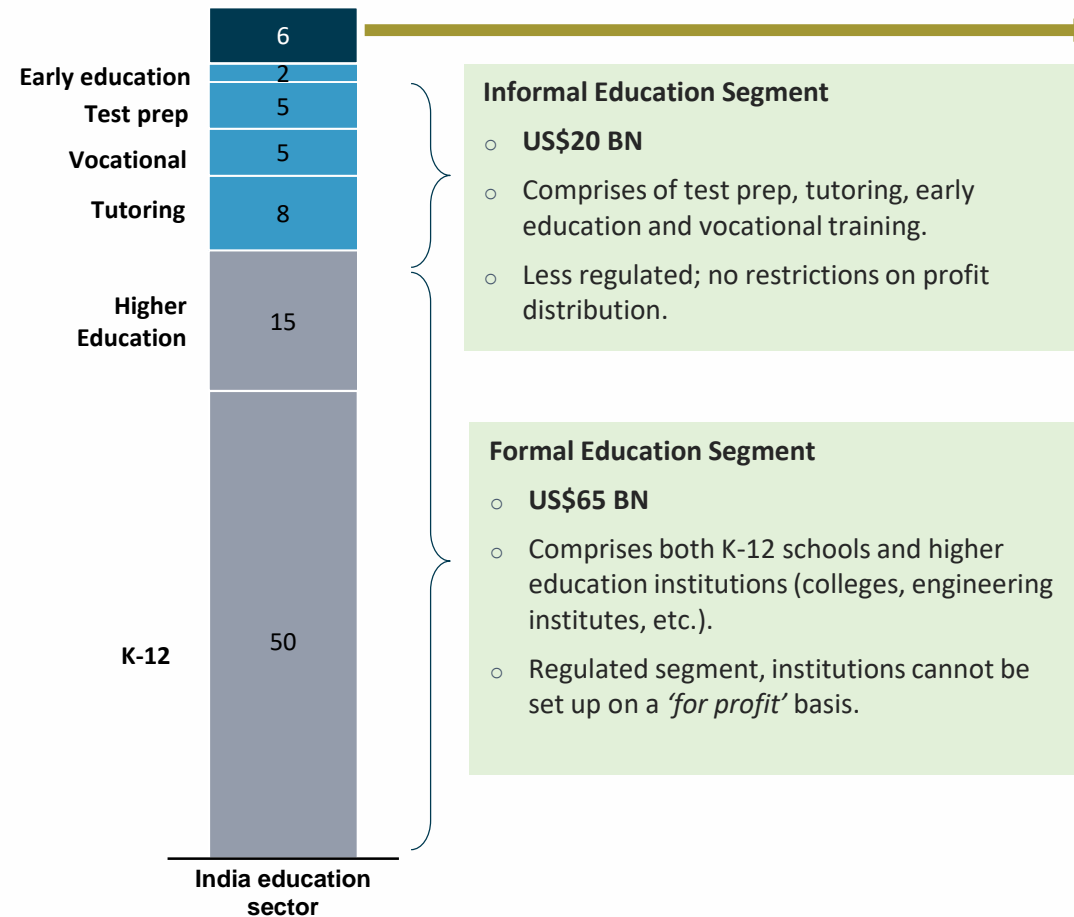 6
Early education
2
Test prep
5
Vocational
5
Tutoring
8
Higher
Education
15
K-12
50
India education
sector
Informal Education Segment
○ US$20 BN
○ Comprises of test prep, tutoring, early
education and vocational training.
○ Less regulated; no restrictions on profit
distribution.
Formal Education Segment
○ US$65 BN
○ Comprises both K-12 schools and higher
education institutions (colleges, engineering
institutes, etc.).
○ Regulated segment, institutions cannot be
set up on a ‘for profit’ basis.